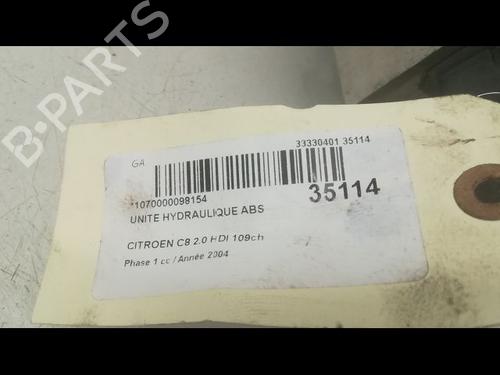 B-PARTS
GA
33330401 35114
*1070000098154
35114
UNITE HYDRAULIQUE ABS
CITROEN C8 2.0 HDI 109ch
Phase 1 cc / Année 2004